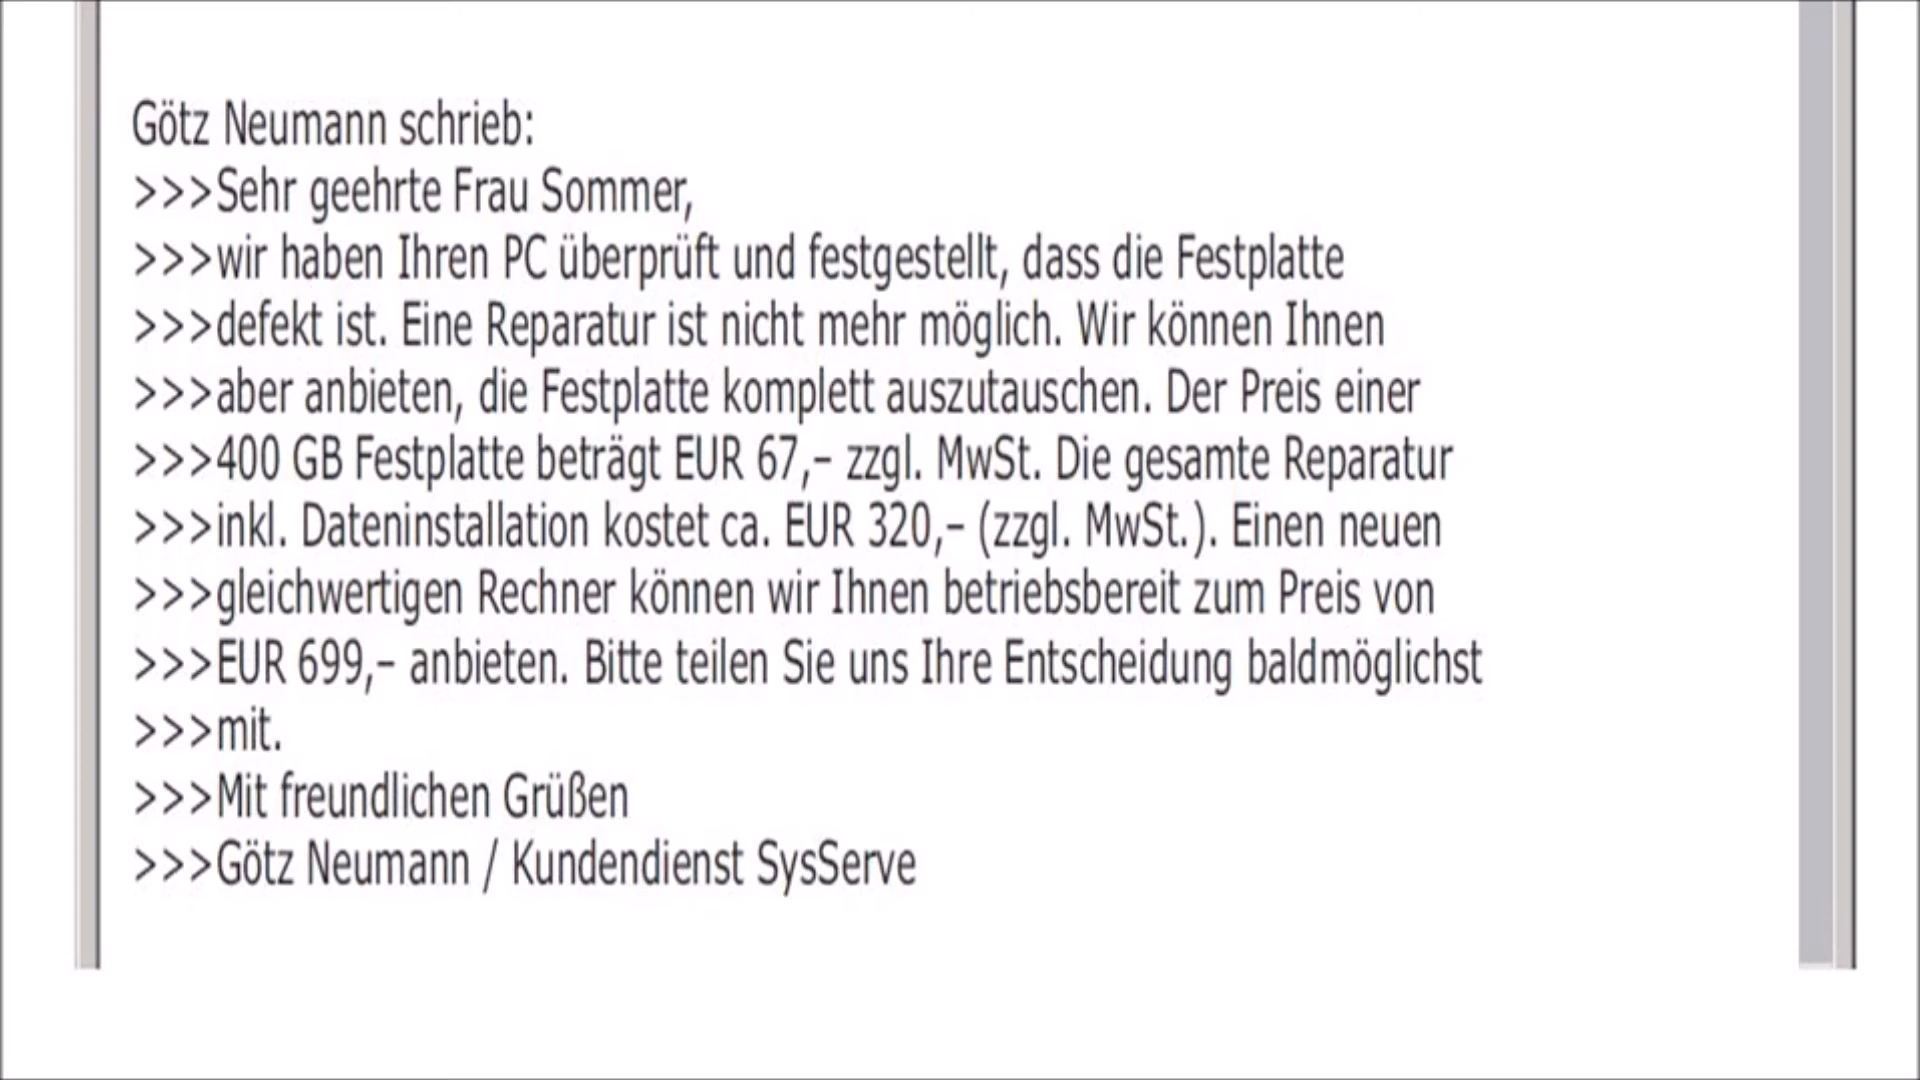 Götz Neumann schrieb:
>>>Sehr geehrte Frau Sommer,
>>>wir haben Ihren PC überprüft und festgestellt, dass die Festplatte
>>>defekt ist. Eine Reparatur ist nicht mehr möglich. Wir können Ihnen
>>>aber anbieten, die Festplatte komplett auszutauschen. Der Preis einer
>>>400 GB Festplatte beträgt EUR 67,– zzgl. MwSt. Die gesamte Reparatur
>>>inkl. Dateninstallation kostet ca. EUR 320,– (zzgl. MwSt.). Einen neuen
>>>gleichwertigen Rechner können wir Ihnen betriebsbereit zum Preis von
>>>EUR 699,– anbieten. Bitte teilen Sie uns Ihre Entscheidung baldmöglichst
>>>mit.
>>>Mit freundlichen Grüßen
>>>Götz Neumann / Kundendienst SysServe